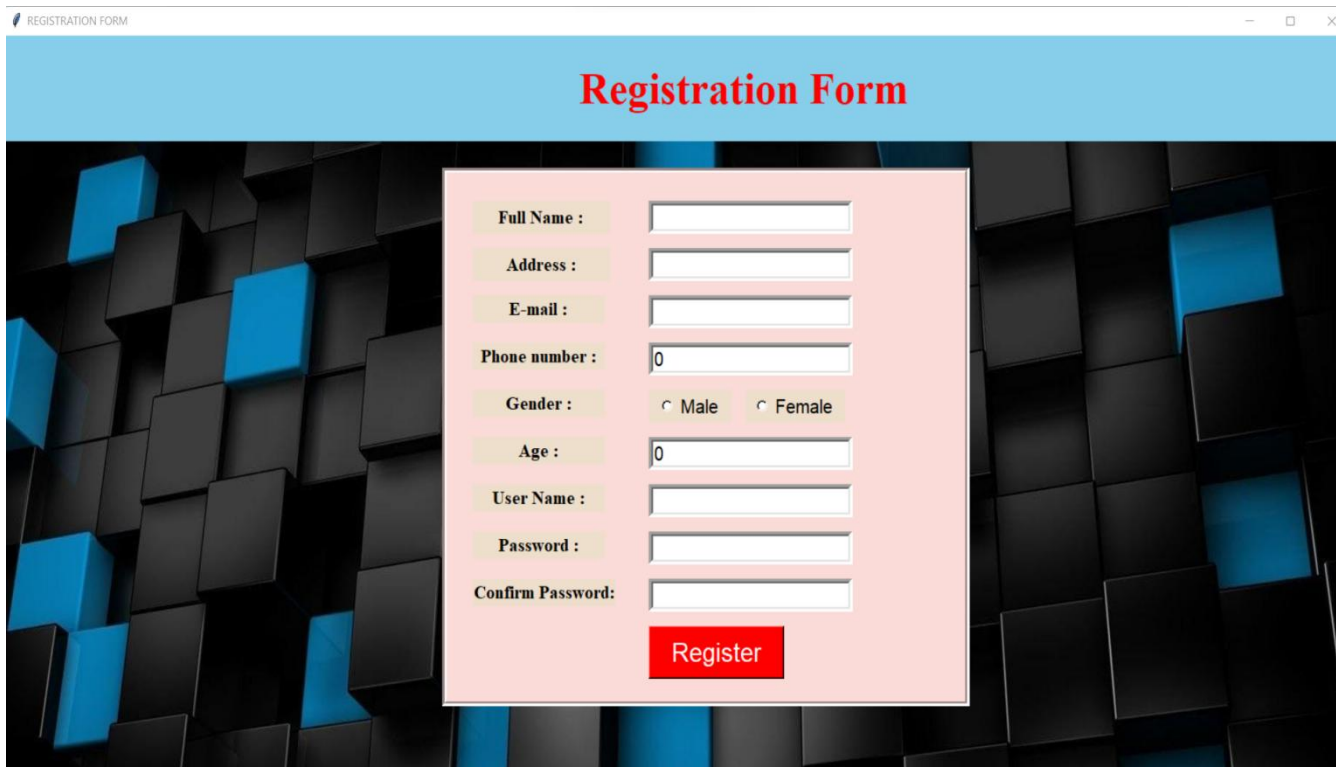 REGISTRATION FORM
Registration Form
Full Name :
Address :
E-mail :
Phone number : 0
Gender : Male Female
Age : 0
User Name :
Password :
Confirm Password:
Register